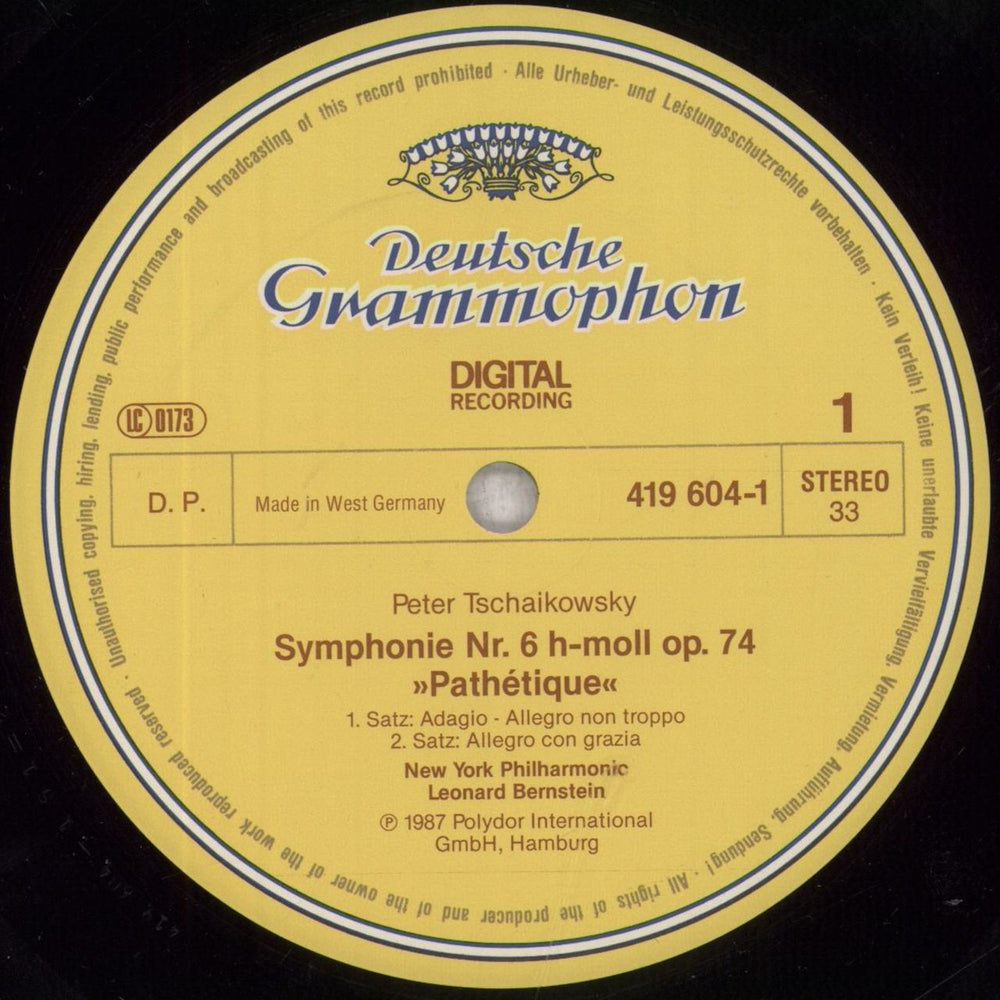 Deutsche
Grammophon
DIGITAL
RECORDING
LC 0173
1
D. P.
Made in West Germany
419 604-1
STEREO
33
Peter Tschaikowsky
Symphonie Nr. 6 h-moll op. 74
»Pathétique«
1. Satz: Adagio - Allegro non troppo
2. Satz: Allegro con grazia
New York Philharmonic
Leonard Bernstein
℗ 1987 Polydor International
GmbH, Hamburg
Alle Urheber- und Leistungsschutzrechte vorbehalten · Kein Verleih! Keine unerlaubte Vervielfältigung, Vermietung, Aufführung, Sendung! · All rights of the producer and of the owner of the work reproduced reserved · Unauthorised copying, hiring, lending, public performance and broadcasting of this record prohibited ·